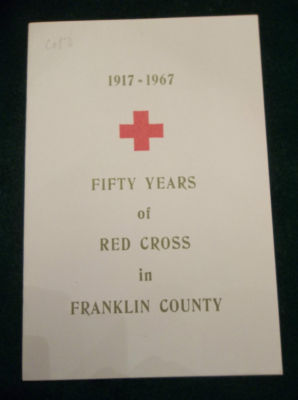 1917 - 1967
FIFTY YEARS
of
RED CROSS
in
FRANKLIN COUNTY